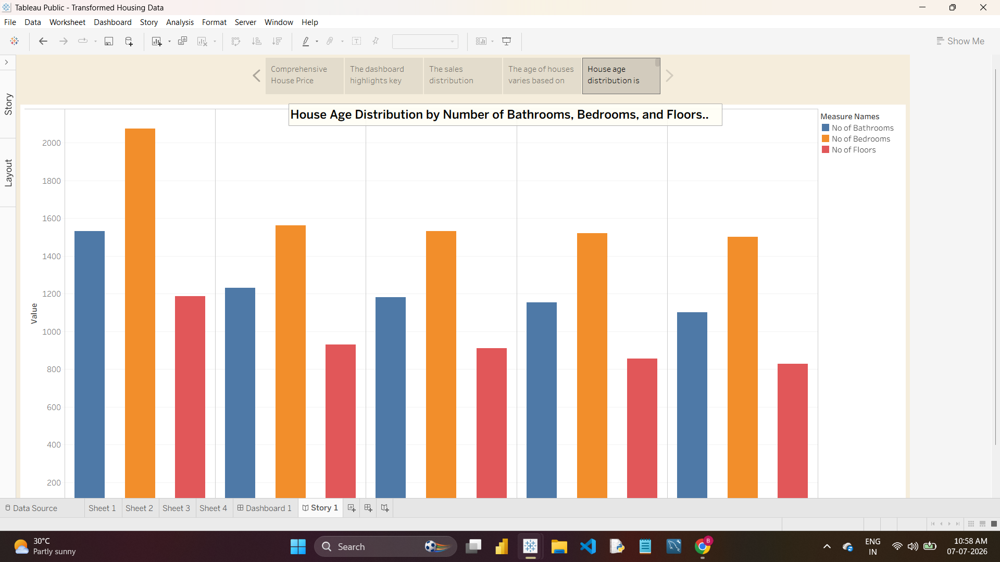 Tableau Public - Transformed Housing Data
File Data Worksheet Dashboard Story Analysis Format Server Window Help
Show Me
Comprehensive House Price
The dashboard highlights key
The sales distribution
The age of houses varies based on
House age distribution is
Story
Layout
House Age Distribution by Number of Bathrooms, Bedrooms, and Floors..
Measure Names
No of Bathrooms
No of Bedrooms
No of Floors
Value
2000
1800
1600
1400
1200
1000
800
600
400
200
Data Source Sheet 1 Sheet 2 Sheet 3 Sheet 4 Dashboard 1 Story 1
30°C
Partly sunny
Search
B
ENG
IN
10:58 AM
07-07-2026